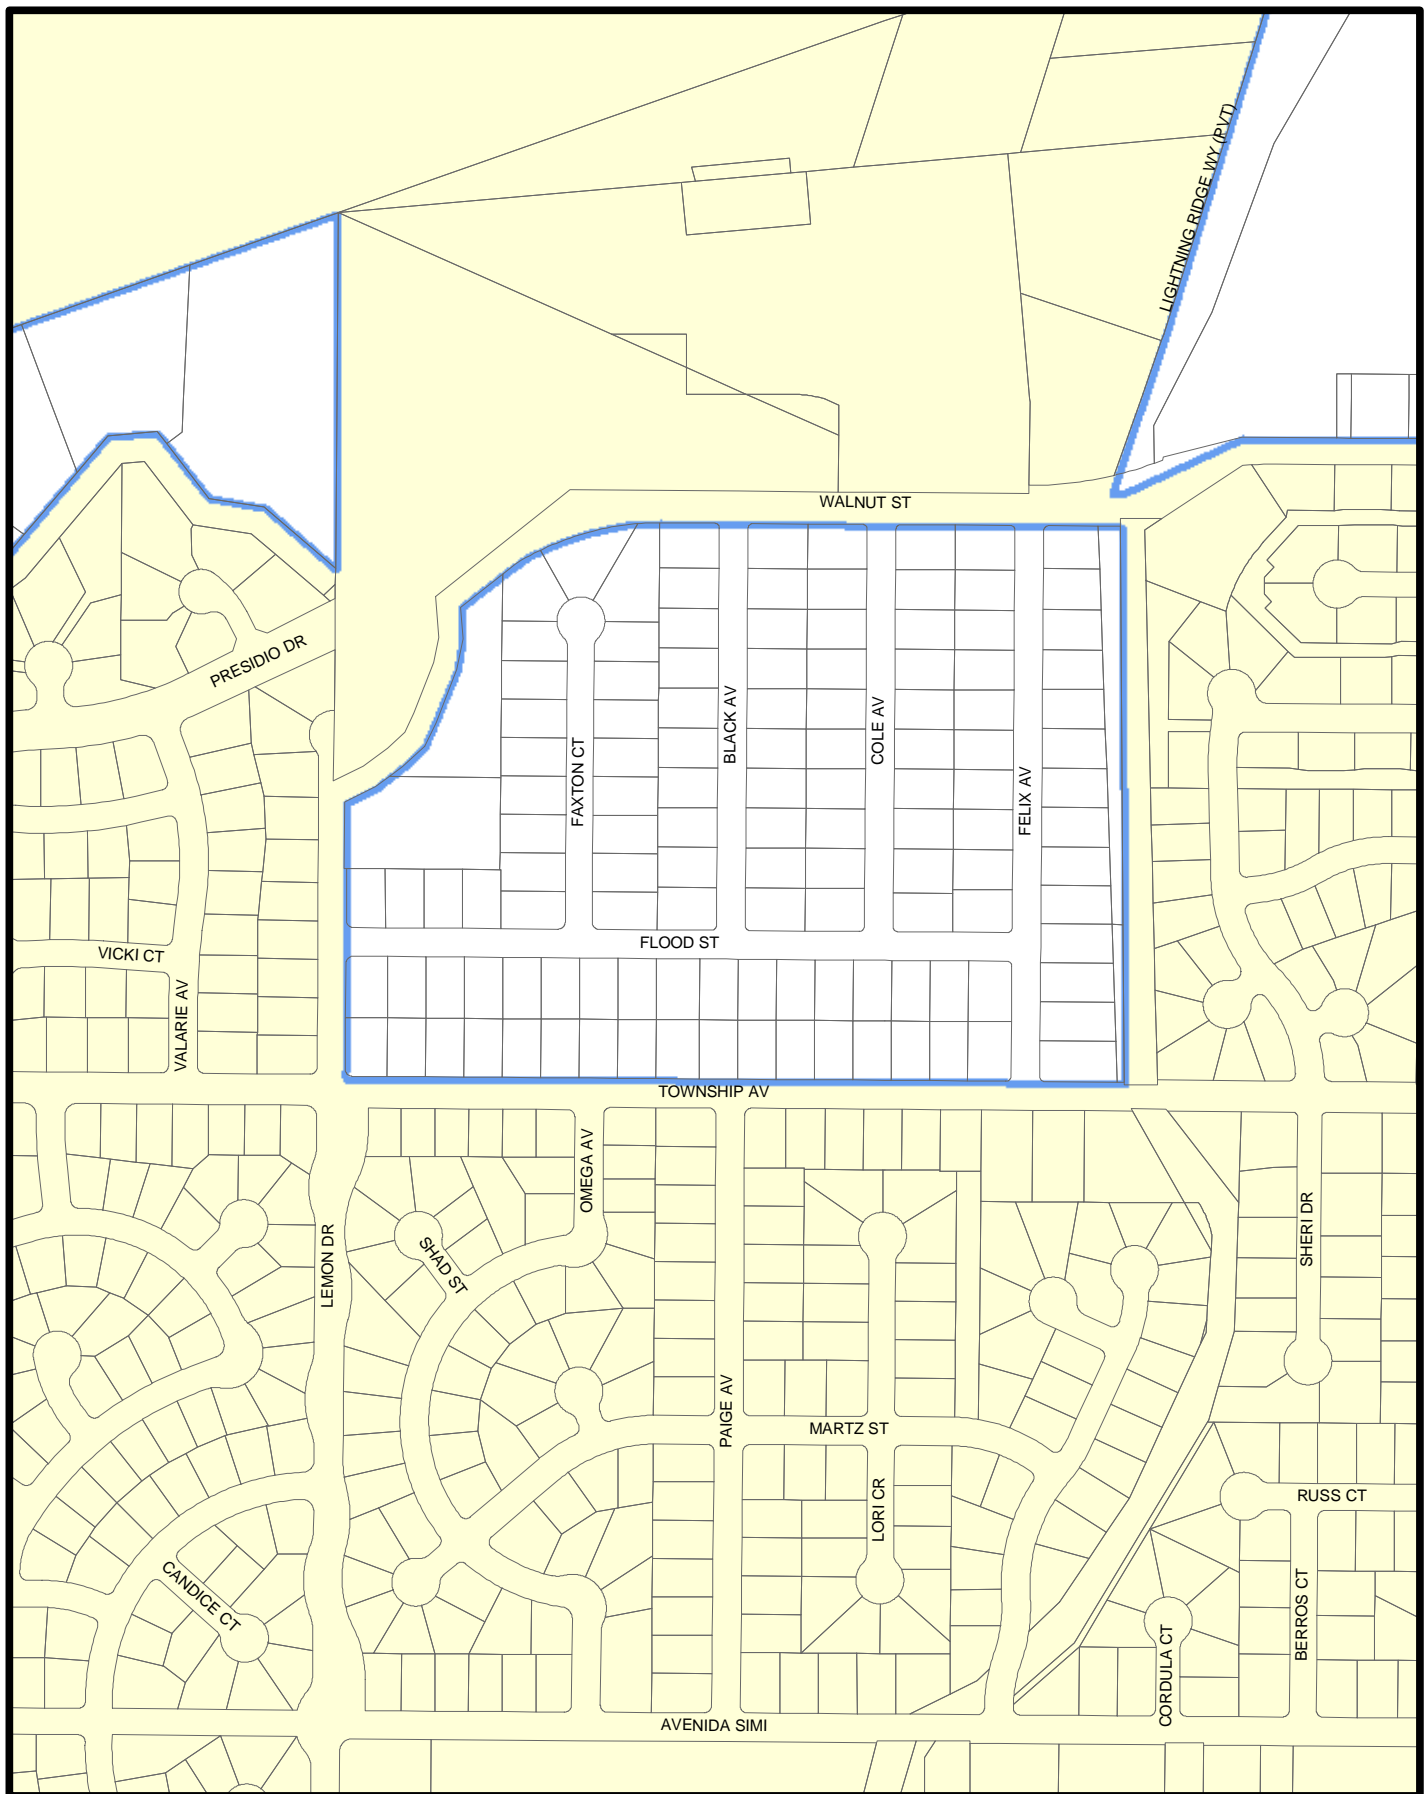 LIGHTNING RIDGE WY (PVT)
WALNUT ST
PRESIDIO DR
BLACK AV
COLE AV
FAXTON CT
FELIX AV
FLOOD ST
VICKI CT
VALARIE AV
TOWNSHIP AV
OMEGA AV
SHERI DR
LEMON DR
SHAD ST
PAIGE AV
MARTZ ST
LORI CR
RUSS CT
CANDICE CT
BERROS CT
CORDULA CT
AVENIDA SIMI